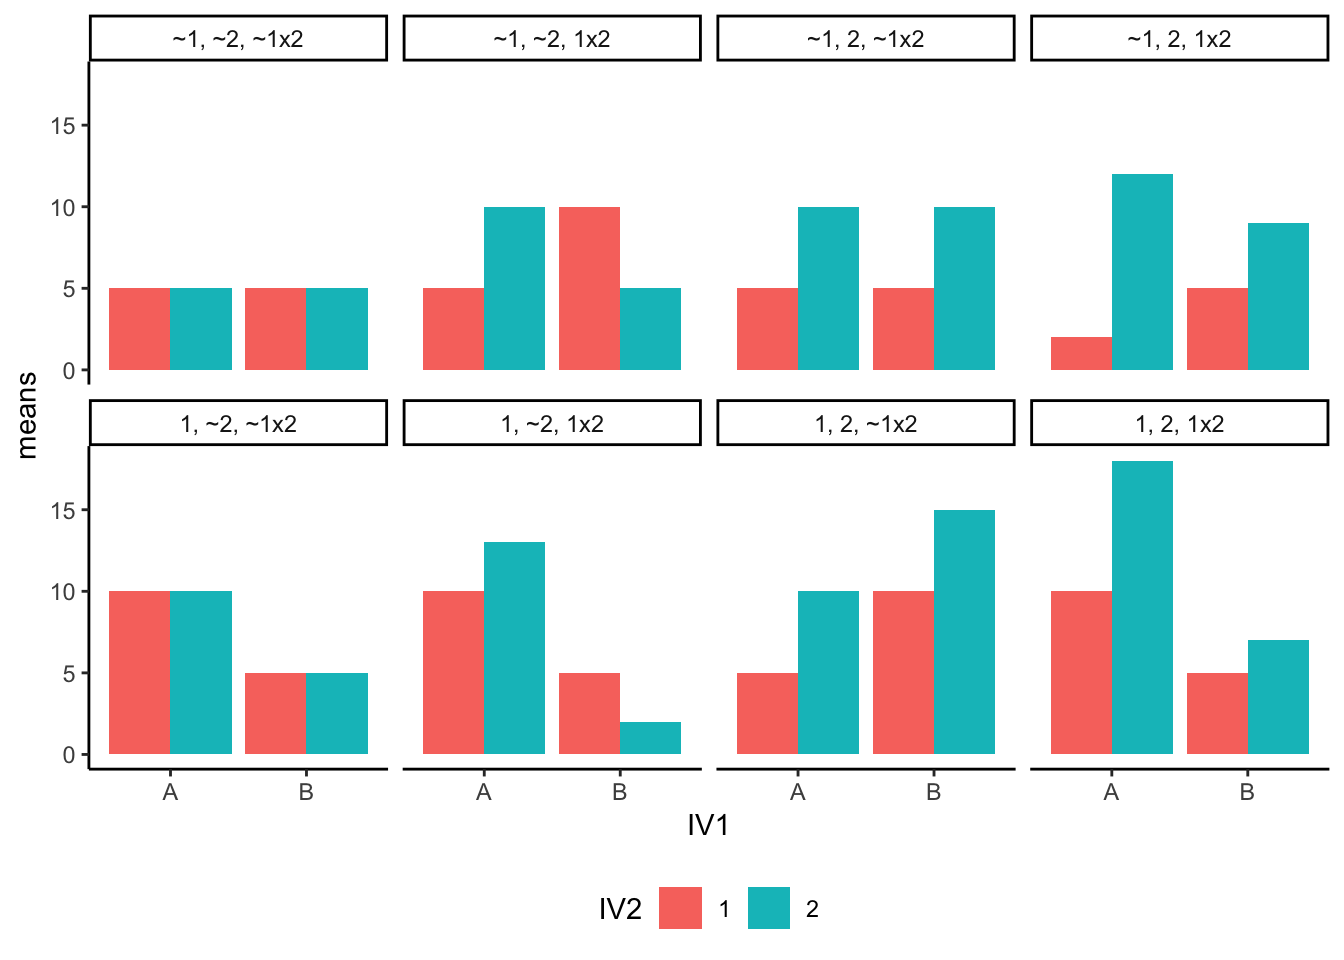 ~1, ~2, ~1x2
~1, ~2, 1x2
~1, 2, ~1x2
~1, 2, 1x2
15
10
5
0
means
1, ~2, ~1x2
1, ~2, 1x2
1, 2, ~1x2
1, 2, 1x2
15
10
5
0
A B A B A B A B
IV1
IV2 1 2